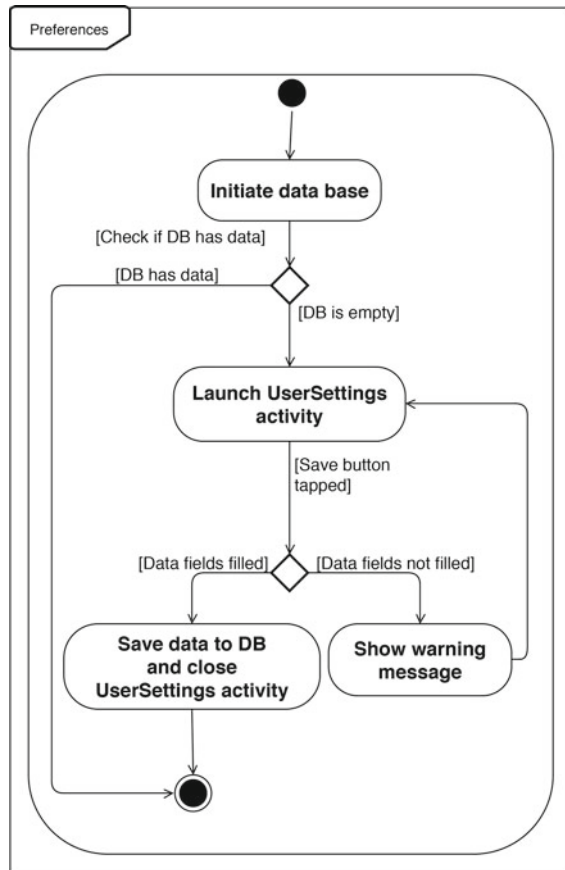 Preferences
Initiate data base
[Check if DB has data]
[DB has data]
[DB is empty]
Launch UserSettings
activity
[Save button
tapped]
[Data fields filled]
[Data fields not filled]
Save data to DB
and close
UserSettings activity
Show warning
message